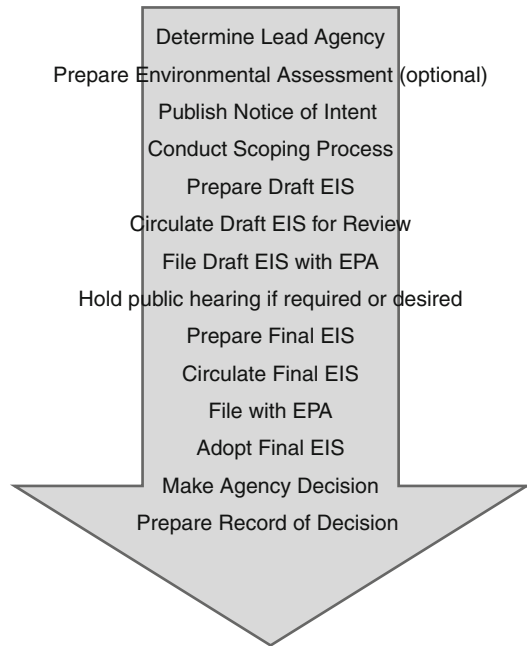 Determine Lead Agency
Prepare Environmental Assessment (optional)
Publish Notice of Intent
Conduct Scoping Process
Prepare Draft EIS
Circulate Draft EIS for Review
File Draft EIS with EPA
Hold public hearing if required or desired
Prepare Final EIS
Circulate Final EIS
File with EPA
Adopt Final EIS
Make Agency Decision
Prepare Record of Decision